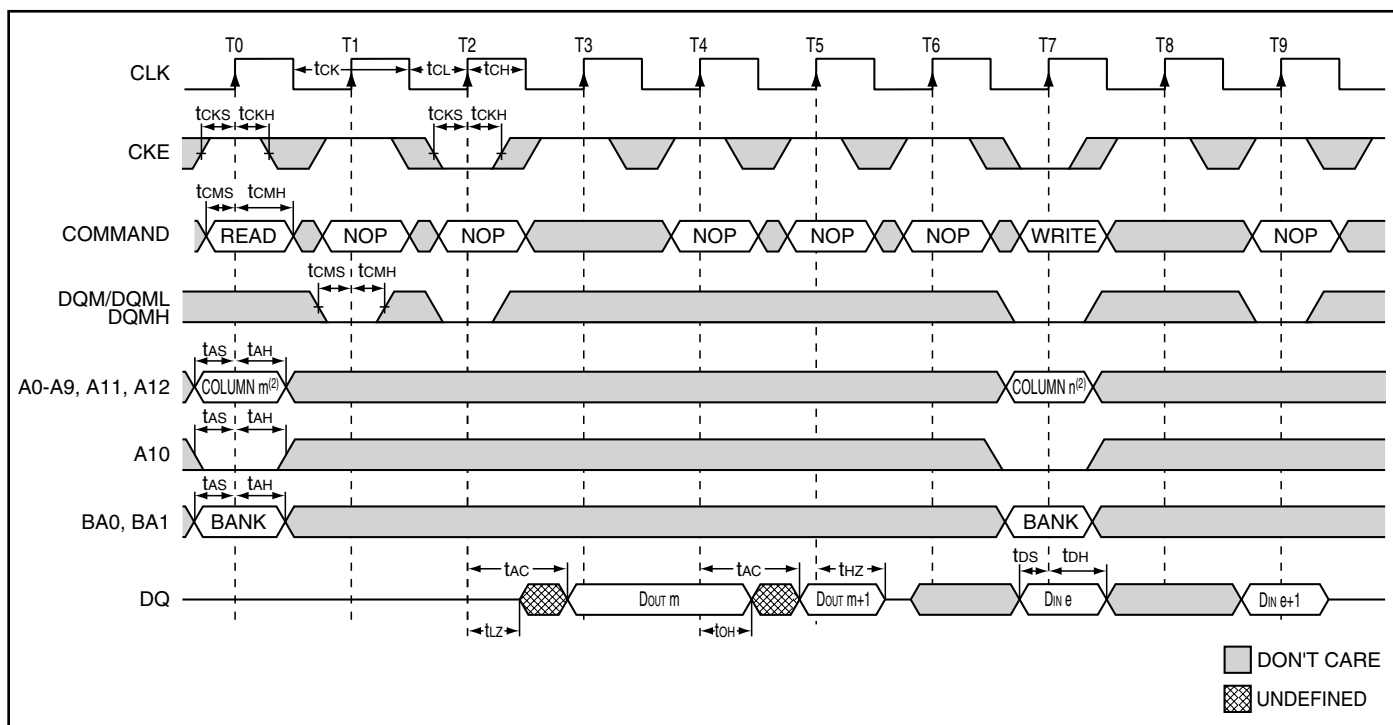 T0 T1 T2 T3 T4 T5 T6 T7 T8 T9
CLK
tCK tCL tCH
tCKS tCKH tCKS tCKH
CKE
tCMS tCMH
COMMAND READ NOP NOP NOP NOP NOP WRITE NOP
tCMS tCMH
DQM/DQML
DQMH
tAS tAH
A0-A9, A11, A12 COLUMN m(2) COLUMN n(2)
tAS tAH
A10
tAS tAH
BA0, BA1 BANK BANK
tAC tAC tHZ tDS tDH
DQ DOUT m DOUT m+1 DIN e DIN e+1
tLZ tOH
DON'T CARE
UNDEFINED